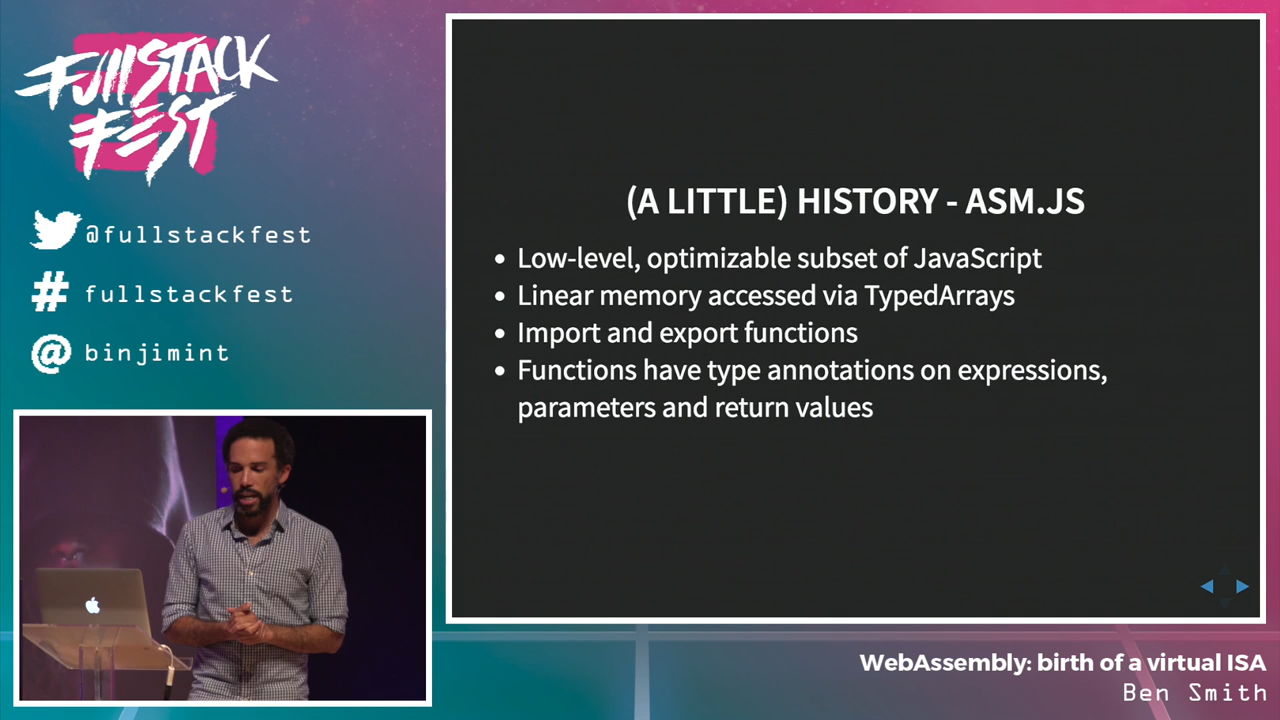 FullSTACK
FEST
@fullstackfest
# fullstackfest
@ binjimint
(A LITTLE) HISTORY - ASM.JS
• Low-level, optimizable subset of JavaScript
• Linear memory accessed via TypedArrays
• Import and export functions
• Functions have type annotations on expressions,
parameters and return values
WebAssembly: birth of a virtual ISA
Ben Smith